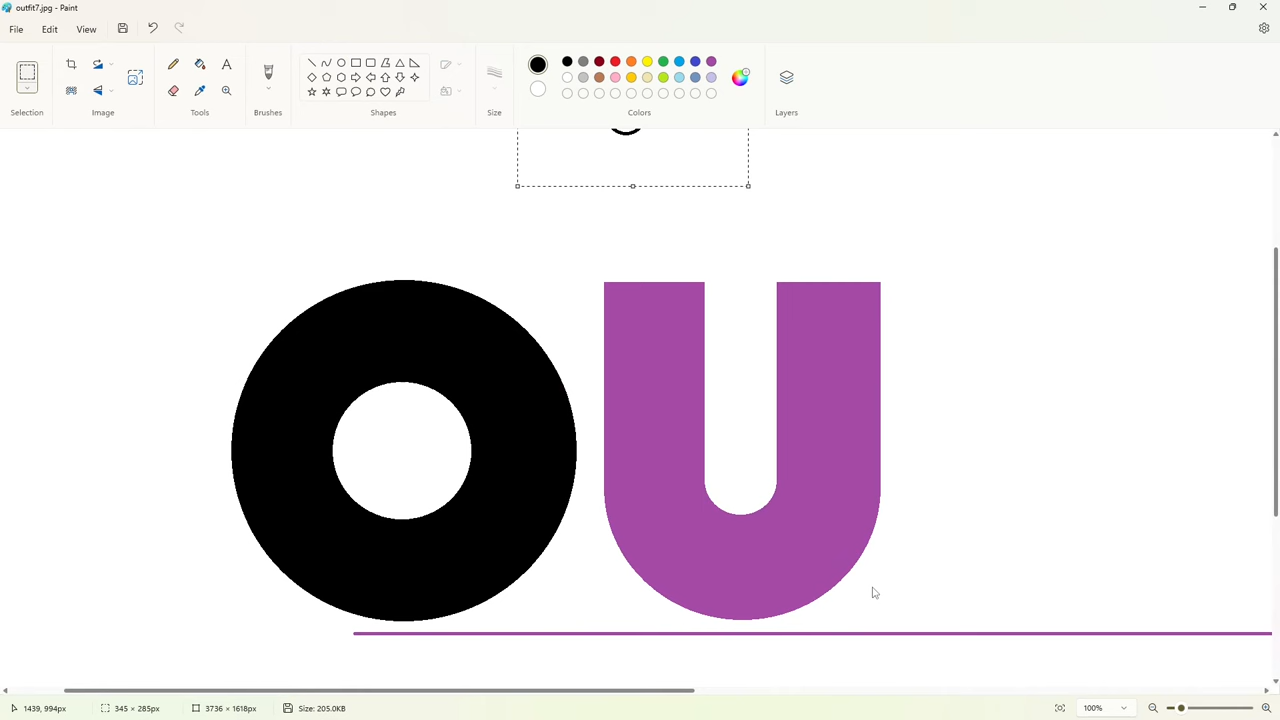 outfit7.jpg - Paint
File Edit View
Selection Image Tools Brushes Shapes Size Colors Layers
OU
1439, 994px 345 × 285px 3736 × 1618px Size: 205.0KB 100%